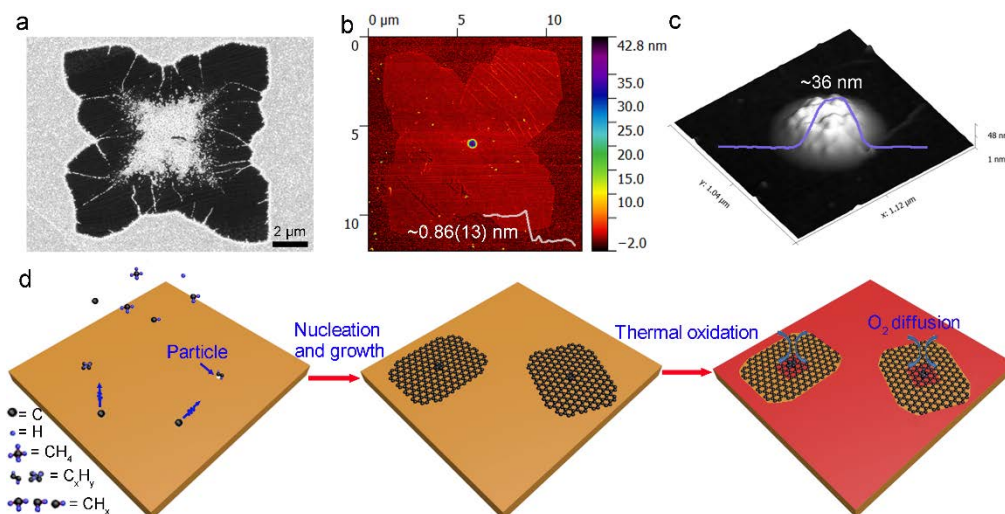 a
2 μm
b
0 μm
5
10
0
5
10
~0.86(13) nm
42.8 nm
35.0
30.0
25.0
20.0
15.0
10.0
5.0
-2.0
c
~36 nm
48 nm
1 nm
Y: 1.04 μm
x: 1.12 μm
d
Particle
Nucleation
and growth
Thermal oxidation
O₂ diffusion
= C
= H
= CH₄
= CₓHᵧ
= CHₓ